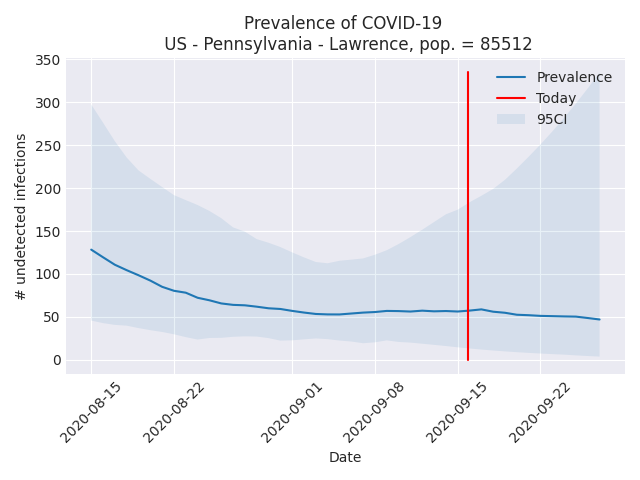 Prevalence of COVID-19
US - Pennsylvania - Lawrence, pop. = 85512
350
300
250
200
150
100
50
0
# undetected infections
Prevalence
Today
95CI
2020-08-15
2020-08-22
2020-09-01
2020-09-08
2020-09-15
2020-09-22
Date